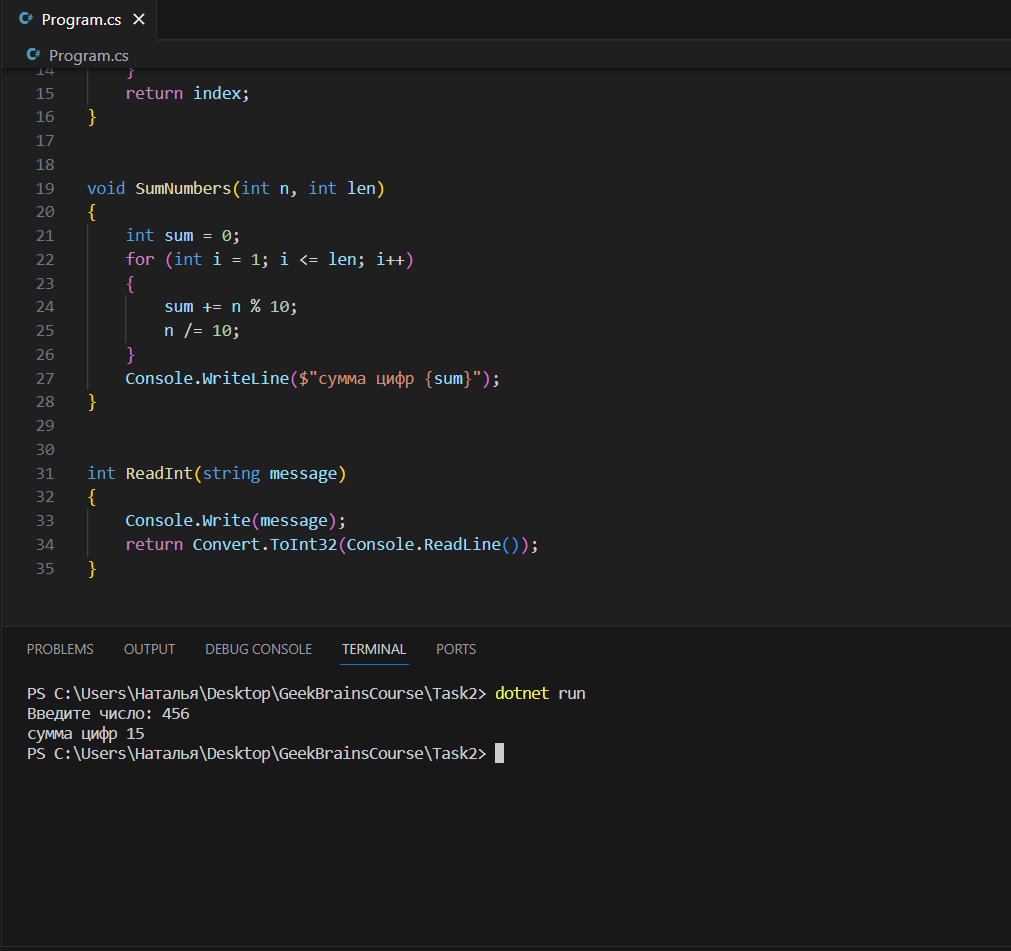 C# Program.cs ×
C# Program.cs
14 }
15 return index;
16 }
17
18
19 void SumNumbers(int n, int len)
20 {
21 int sum = 0;
22 for (int i = 1; i <= len; i++)
23 {
24 sum += n % 10;
25 n /= 10;
26 }
27 Console.WriteLine($"сумма цифр {sum}");
28 }
29
30
31 int ReadInt(string message)
32 {
33 Console.Write(message);
34 return Convert.ToInt32(Console.ReadLine());
35 }
PROBLEMS OUTPUT DEBUG CONSOLE TERMINAL PORTS
PS C:\Users\Наталья\Desktop\GeekBrainsCourse\Task2> dotnet run
Введите число: 456
сумма цифр 15
PS C:\Users\Наталья\Desktop\GeekBrainsCourse\Task2>